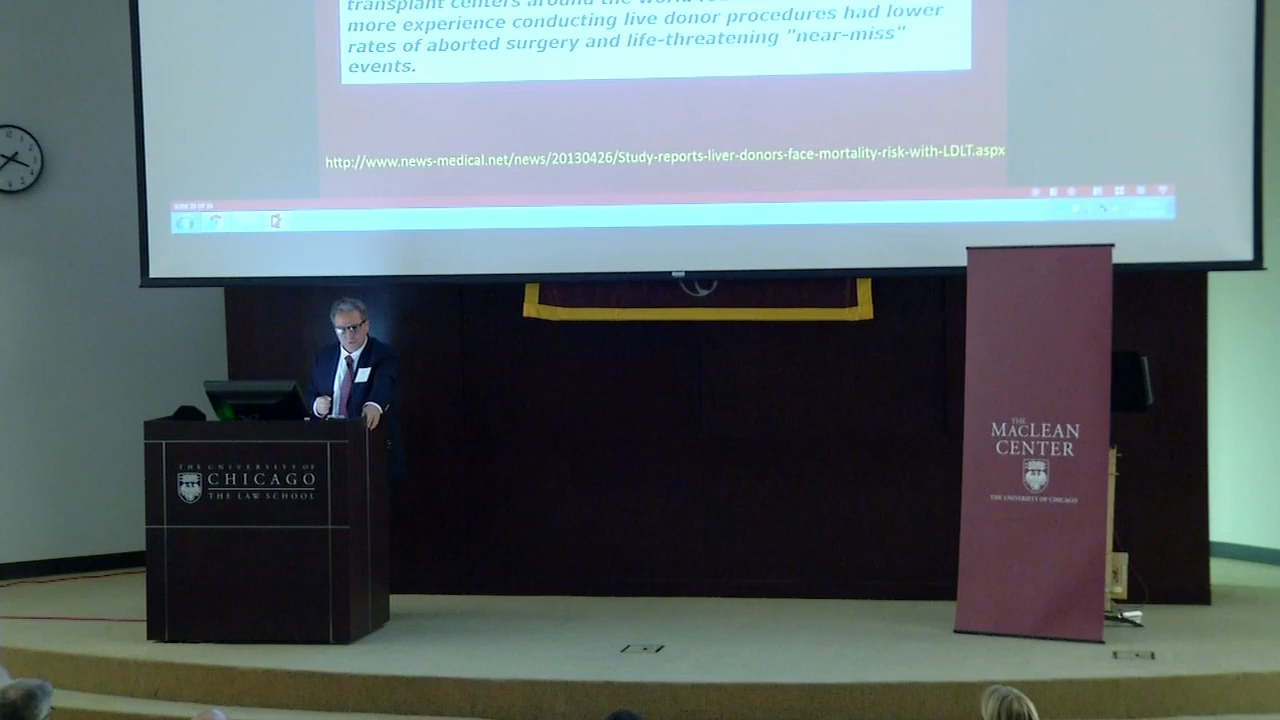 transplant centers around the world
more experience conducting live donor procedures had lower
rates of aborted surgery and life-threatening "near-miss"
events.
http://www.news-medical.net/news/20130426/Study-reports-liver-donors-face-mortality-risk-with-LDLT.aspx
THE UNIVERSITY OF
CHICAGO
THE LAW SCHOOL
THE
MACLEAN
CENTER
THE UNIVERSITY OF CHICAGO